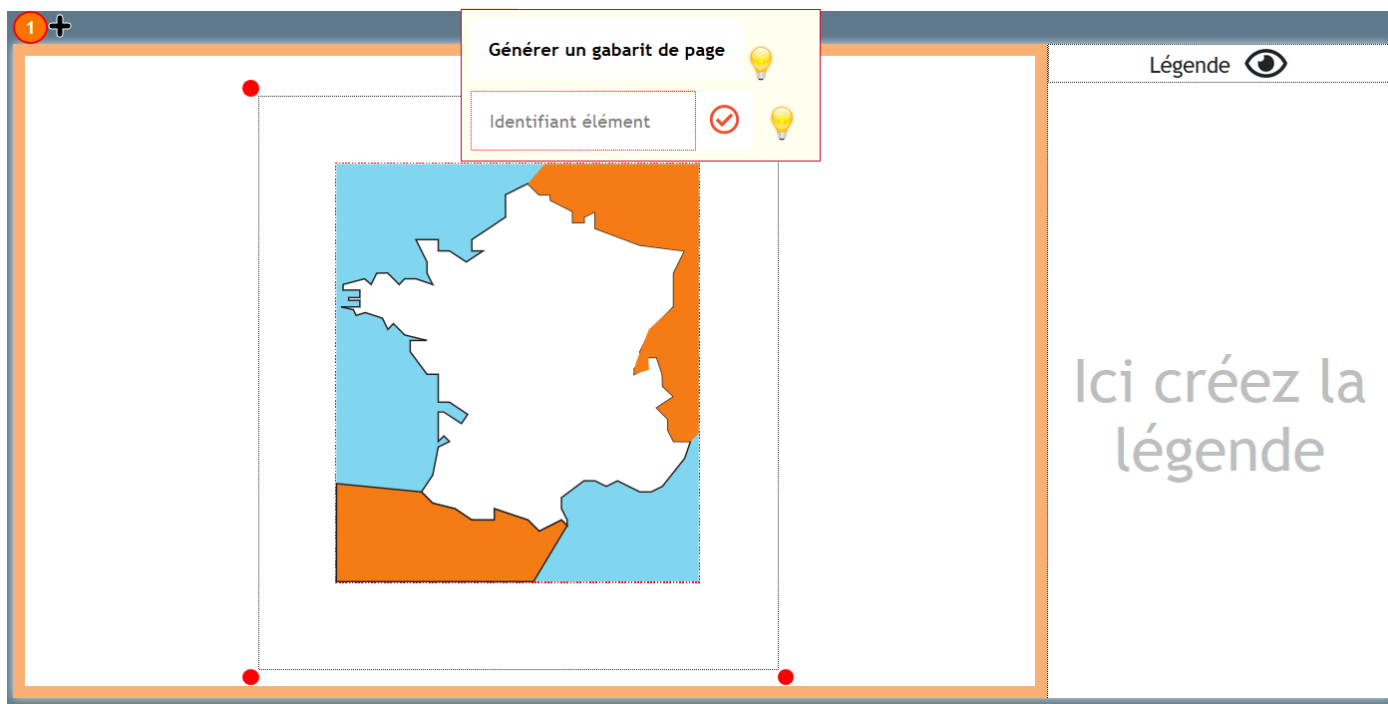 1
Générer un gabarit de page
Identifiant élément
Légende
Ici créez la
légende